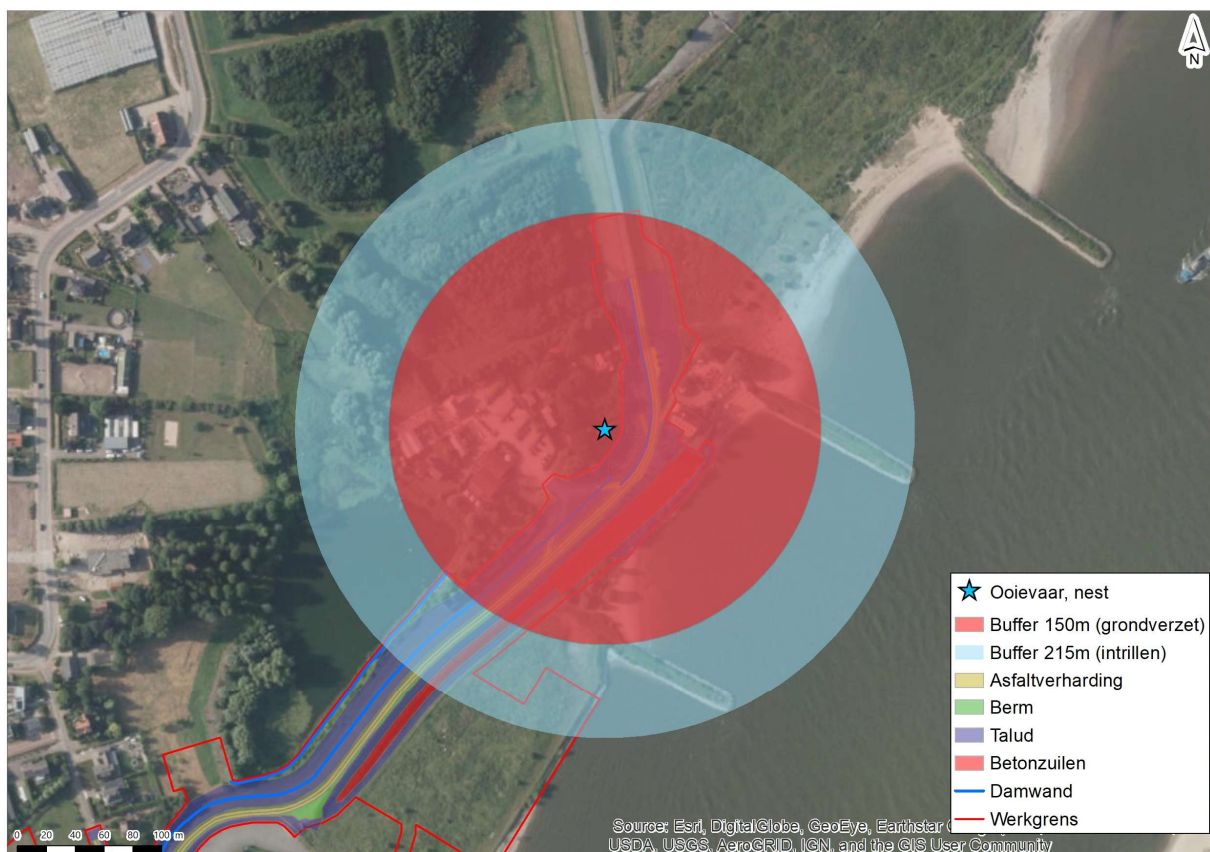 N
Ooievaar, nest
Buffer 150m (grondverzet)
Buffer 215m (intrillen)
Asfaltverharding
Berm
Talud
Betonzuilen
Damwand
Werkgrens
0 20 40 60 80 100 m
Source: Esri, DigitalGlobe, GeoEye, Earthstar
USDA, USGS, AeroGRID, IGN, and the GIS User Community